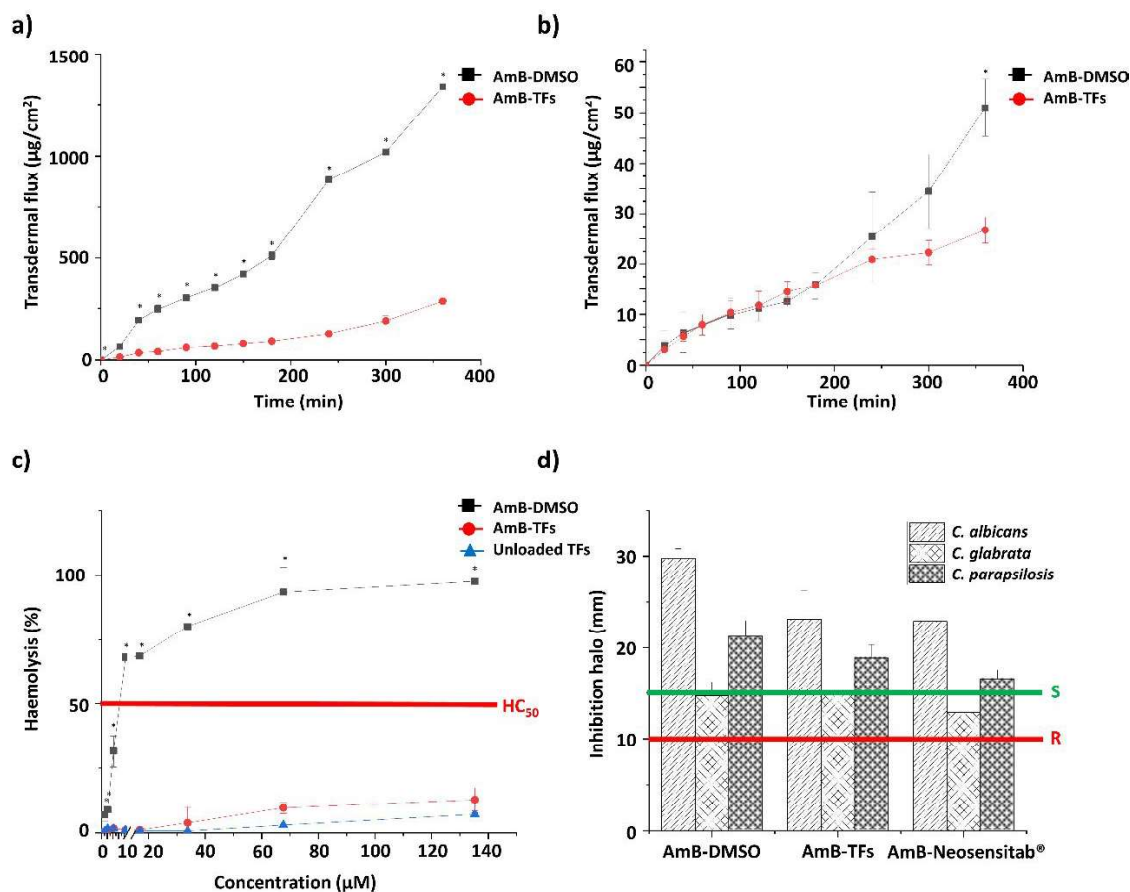 a)
1500
1000
500
0
Transdermal flux (µg/cm²)
0 100 200 300 400
Time (min)
AmB-DMSO
AmB-TFs
* * * * * * * * * * *
b)
60
50
40
30
20
10
0
Transdermal flux (µg/cm²)
0 100 200 300 400
Time (min)
AmB-DMSO
AmB-TFs
*
c)
100
50
0
Haemolysis (%)
0 10 20 40 60 80 100 120 140
Concentration (µM)
AmB-DMSO
AmB-TFs
Unloaded TFs
HC₅₀
* * * * * * * *
d)
30
20
10
0
Inhibition halo (mm)
AmB-DMSO AmB-TFs AmB-Neosensitab®
C. albicans
C. glabrata
C. parapsilosis
S
R